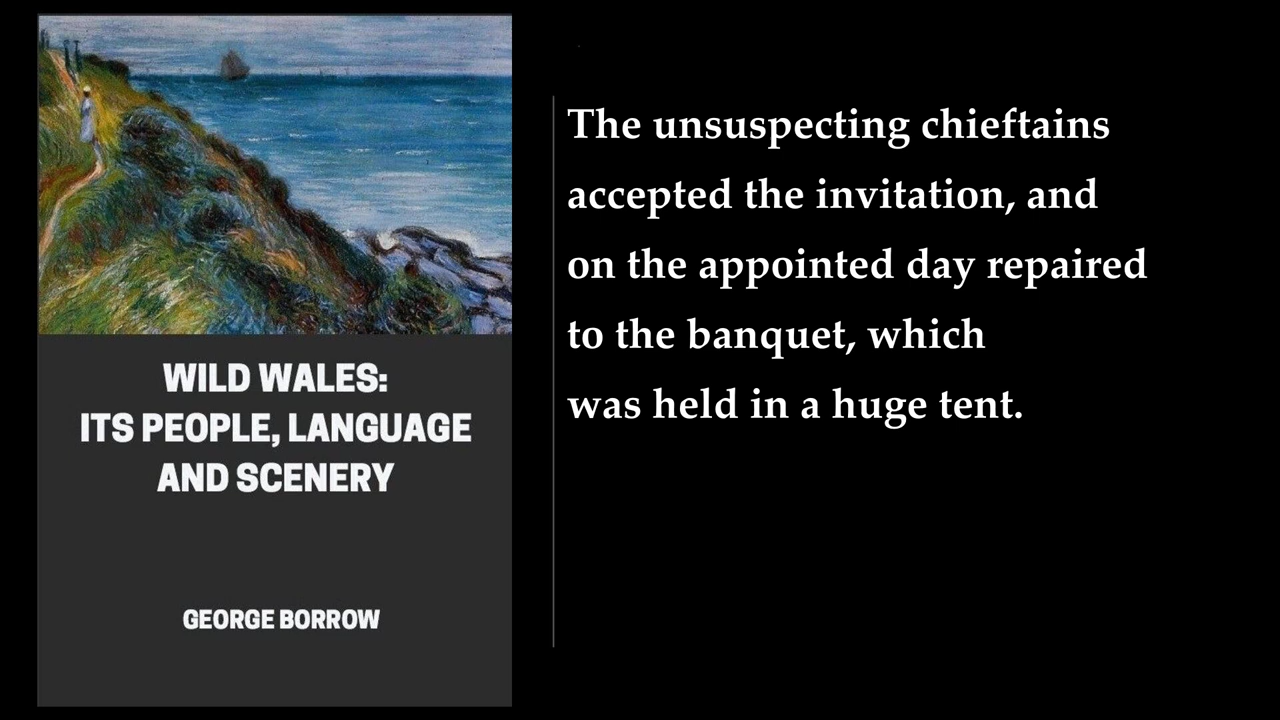 WILD WALES:
ITS PEOPLE, LANGUAGE
AND SCENERY
GEORGE BORROW
The unsuspecting chieftains
accepted the invitation, and
on the appointed day repaired
to the banquet, which
was held in a huge tent.